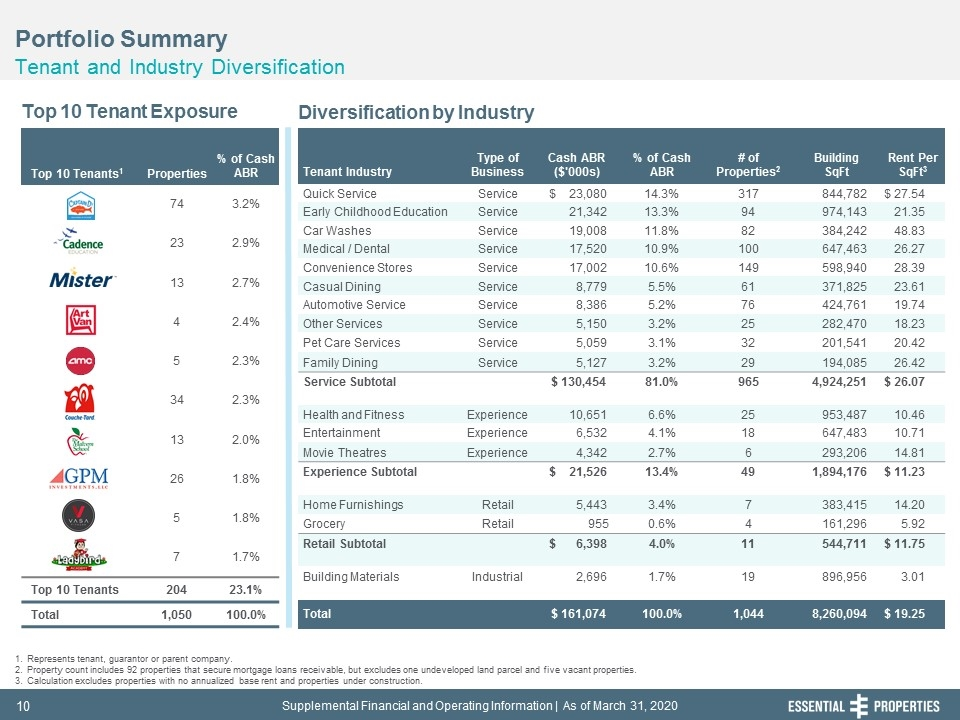 Portfolio Summary
Tenant and Industry Diversification
Top 10 Tenant Exposure
Top 10 Tenants1 Properties % of Cash ABR
74 3.2%
Cadence EDUCATION 23 2.9%
Mister 13 2.7%
Art Van 4 2.4%
amc 5 2.3%
Couche-Tard 34 2.3%
Malvern School 13 2.0%
GPM INVESTMENTS, LLC 26 1.8%
VASA 5 1.8%
Ladybird ACADEMY 7 1.7%
Top 10 Tenants 204 23.1%
Total 1,050 100.0%
Diversification by Industry
Tenant Industry Type of Business Cash ABR ($'000s) % of Cash ABR # of Properties2 Building SqFt Rent Per SqFt3
Quick Service Service $ 23,080 14.3% 317 844,782 $ 27.54
Early Childhood Education Service 21,342 13.3% 94 974,143 21.35
Car Washes Service 19,008 11.8% 82 384,242 48.83
Medical / Dental Service 17,520 10.9% 100 647,463 26.27
Convenience Stores Service 17,002 10.6% 149 598,940 28.39
Casual Dining Service 8,779 5.5% 61 371,825 23.61
Automotive Service Service 8,386 5.2% 76 424,761 19.74
Other Services Service 5,150 3.2% 25 282,470 18.23
Pet Care Services Service 5,059 3.1% 32 201,541 20.42
Family Dining Service 5,127 3.2% 29 194,085 26.42
Service Subtotal $ 130,454 81.0% 965 4,924,251 $ 26.07
Health and Fitness Experience 10,651 6.6% 25 953,487 10.46
Entertainment Experience 6,532 4.1% 18 647,483 10.71
Movie Theatres Experience 4,342 2.7% 6 293,206 14.81
Experience Subtotal $ 21,526 13.4% 49 1,894,176 $ 11.23
Home Furnishings Retail 5,443 3.4% 7 383,415 14.20
Grocery Retail 955 0.6% 4 161,296 5.92
Retail Subtotal $ 6,398 4.0% 11 544,711 $ 11.75
Building Materials Industrial 2,696 1.7% 19 896,956 3.01
Total $ 161,074 100.0% 1,044 8,260,094 $ 19.25
1. Represents tenant, guarantor or parent company.
2. Property count includes 92 properties that secure mortgage loans receivable, but excludes one undeveloped land parcel and five vacant properties.
3. Calculation excludes properties with no annualized base rent and properties under construction.
10 Supplemental Financial and Operating Information | As of March 31, 2020 ESSENTIAL PROPERTIES